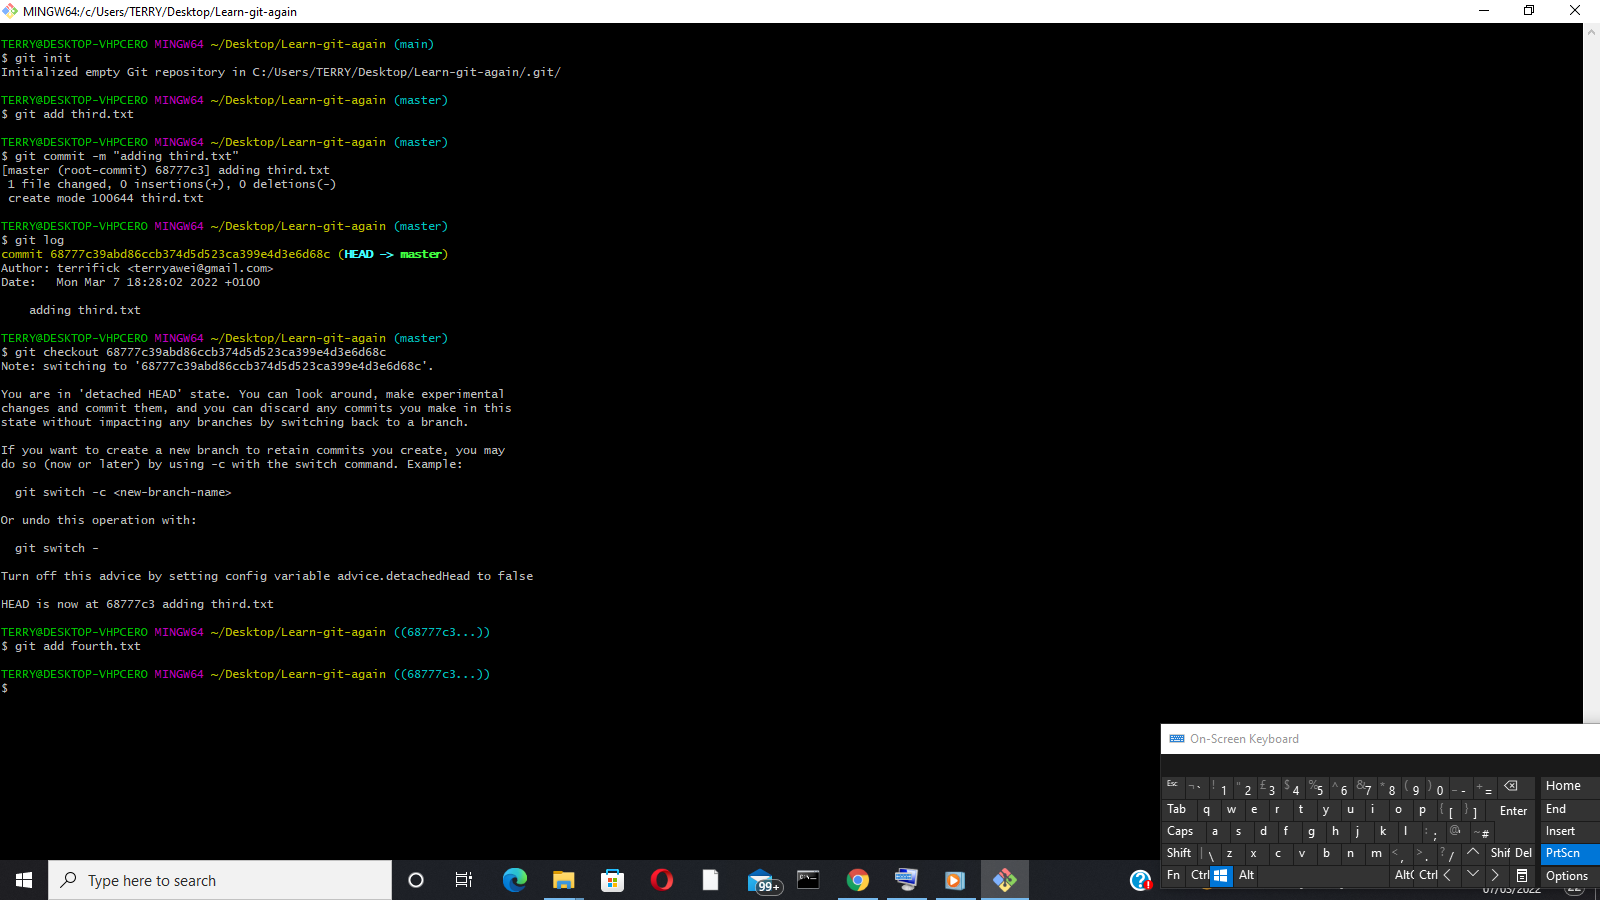 MINGW64:/c/Users/TERRY/Desktop/Learn-git-again
TERRY@DESKTOP-VHPCERO MINGW64 ~/Desktop/Learn-git-again (main)
$ git init
Initialized empty Git repository in C:/Users/TERRY/Desktop/Learn-git-again/.git/
TERRY@DESKTOP-VHPCERO MINGW64 ~/Desktop/Learn-git-again (master)
$ git add third.txt
TERRY@DESKTOP-VHPCERO MINGW64 ~/Desktop/Learn-git-again (master)
$ git commit -m "adding third.txt"
[master (root-commit) 68777c3] adding third.txt
1 file changed, 0 insertions(+), 0 deletions(-)
create mode 100644 third.txt
TERRY@DESKTOP-VHPCERO MINGW64 ~/Desktop/Learn-git-again (master)
$ git log
commit 68777c39abd86ccb374d5d523ca399e4d3e6d68c (HEAD -> master)
Author: terrifick <terryawei@gmail.com>
Date:   Mon Mar 7 18:28:02 2022 +0100
adding third.txt
TERRY@DESKTOP-VHPCERO MINGW64 ~/Desktop/Learn-git-again (master)
$ git checkout 68777c39abd86ccb374d5d523ca399e4d3e6d68c
Note: switching to '68777c39abd86ccb374d5d523ca399e4d3e6d68c'.
You are in 'detached HEAD' state. You can look around, make experimental
changes and commit them, and you can discard any commits you make in this
state without impacting any branches by switching back to a branch.
If you want to create a new branch to retain commits you create, you may
do so (now or later) by using -c with the switch command. Example:
git switch -c <new-branch-name>
Or undo this operation with:
git switch -
Turn off this advice by setting config variable advice.detachedHead to false
HEAD is now at 68777c3 adding third.txt
TERRY@DESKTOP-VHPCERO MINGW64 ~/Desktop/Learn-git-again ((68777c3...))
$ git add fourth.txt
TERRY@DESKTOP-VHPCERO MINGW64 ~/Desktop/Learn-git-again ((68777c3...))
$
On-Screen Keyboard
Esc ¬ ` ! 1 " 2 £ 3 $ 4 % 5 ^ 6 & 7 * 8 ( 9 ) 0 _ - + = Home
Tab q w e r t y u i o p { [ } ] Enter End
Caps a s d f g h j k l : ; @ ' ~ # Insert
Shift | \ z x c v b n m < , > . ? / Shif Del PrtScn
Fn Ctrl Alt AltG Ctrl Options
Type here to search
99+
07/03/2022
22